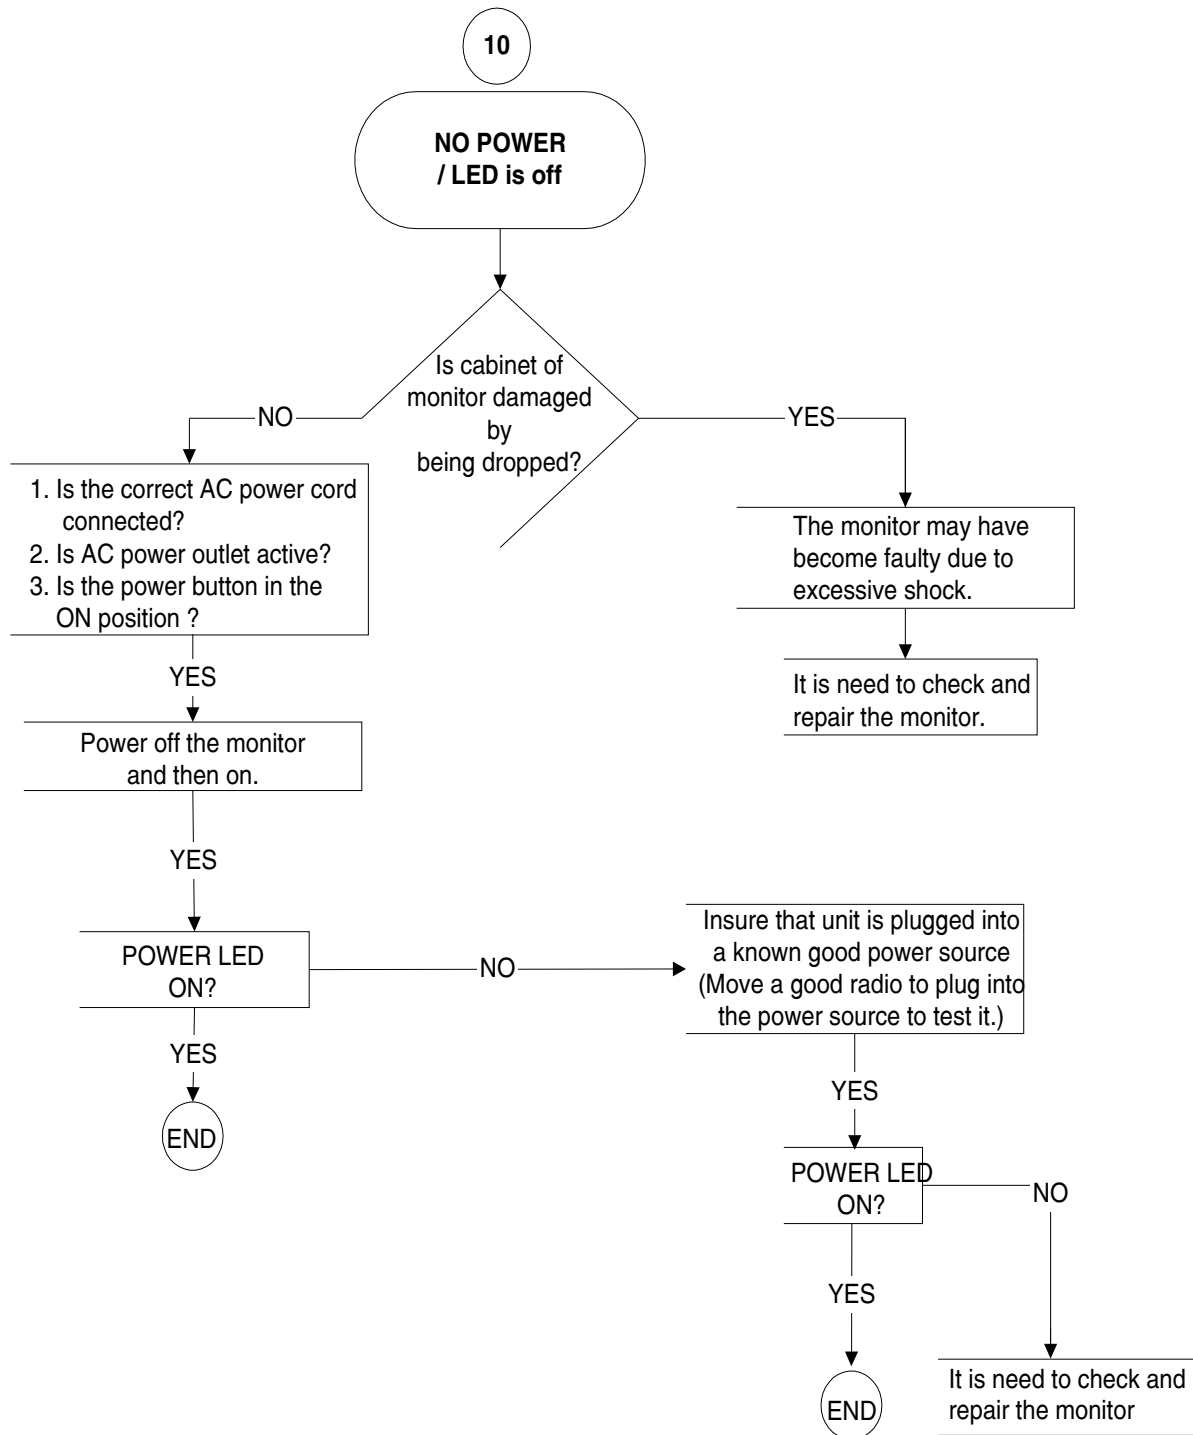 10
NO POWER
/ LED is off
Is cabinet of
monitor damaged
by
being dropped?
NO
YES
1. Is the correct AC power cord
connected?
2. Is AC power outlet active?
3. Is the power button in the
ON position ?
The monitor may have
become faulty due to
excessive shock.
YES
It is need to check and
repair the monitor.
Power off the monitor
and then on.
YES
POWER LED
ON?
NO
Insure that unit is plugged into
a known good power source
(Move a good radio to plug into
the power source to test it.)
YES
END
YES
POWER LED
ON?
NO
YES
END
It is need to check and
repair the monitor